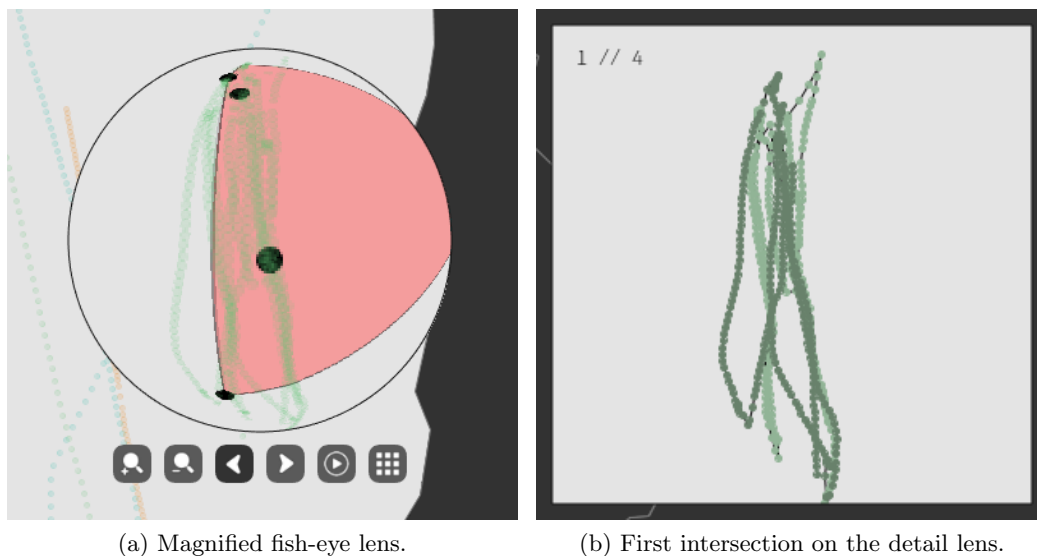 1 // 4
(a) Magnified fish-eye lens.
(b) First intersection on the detail lens.